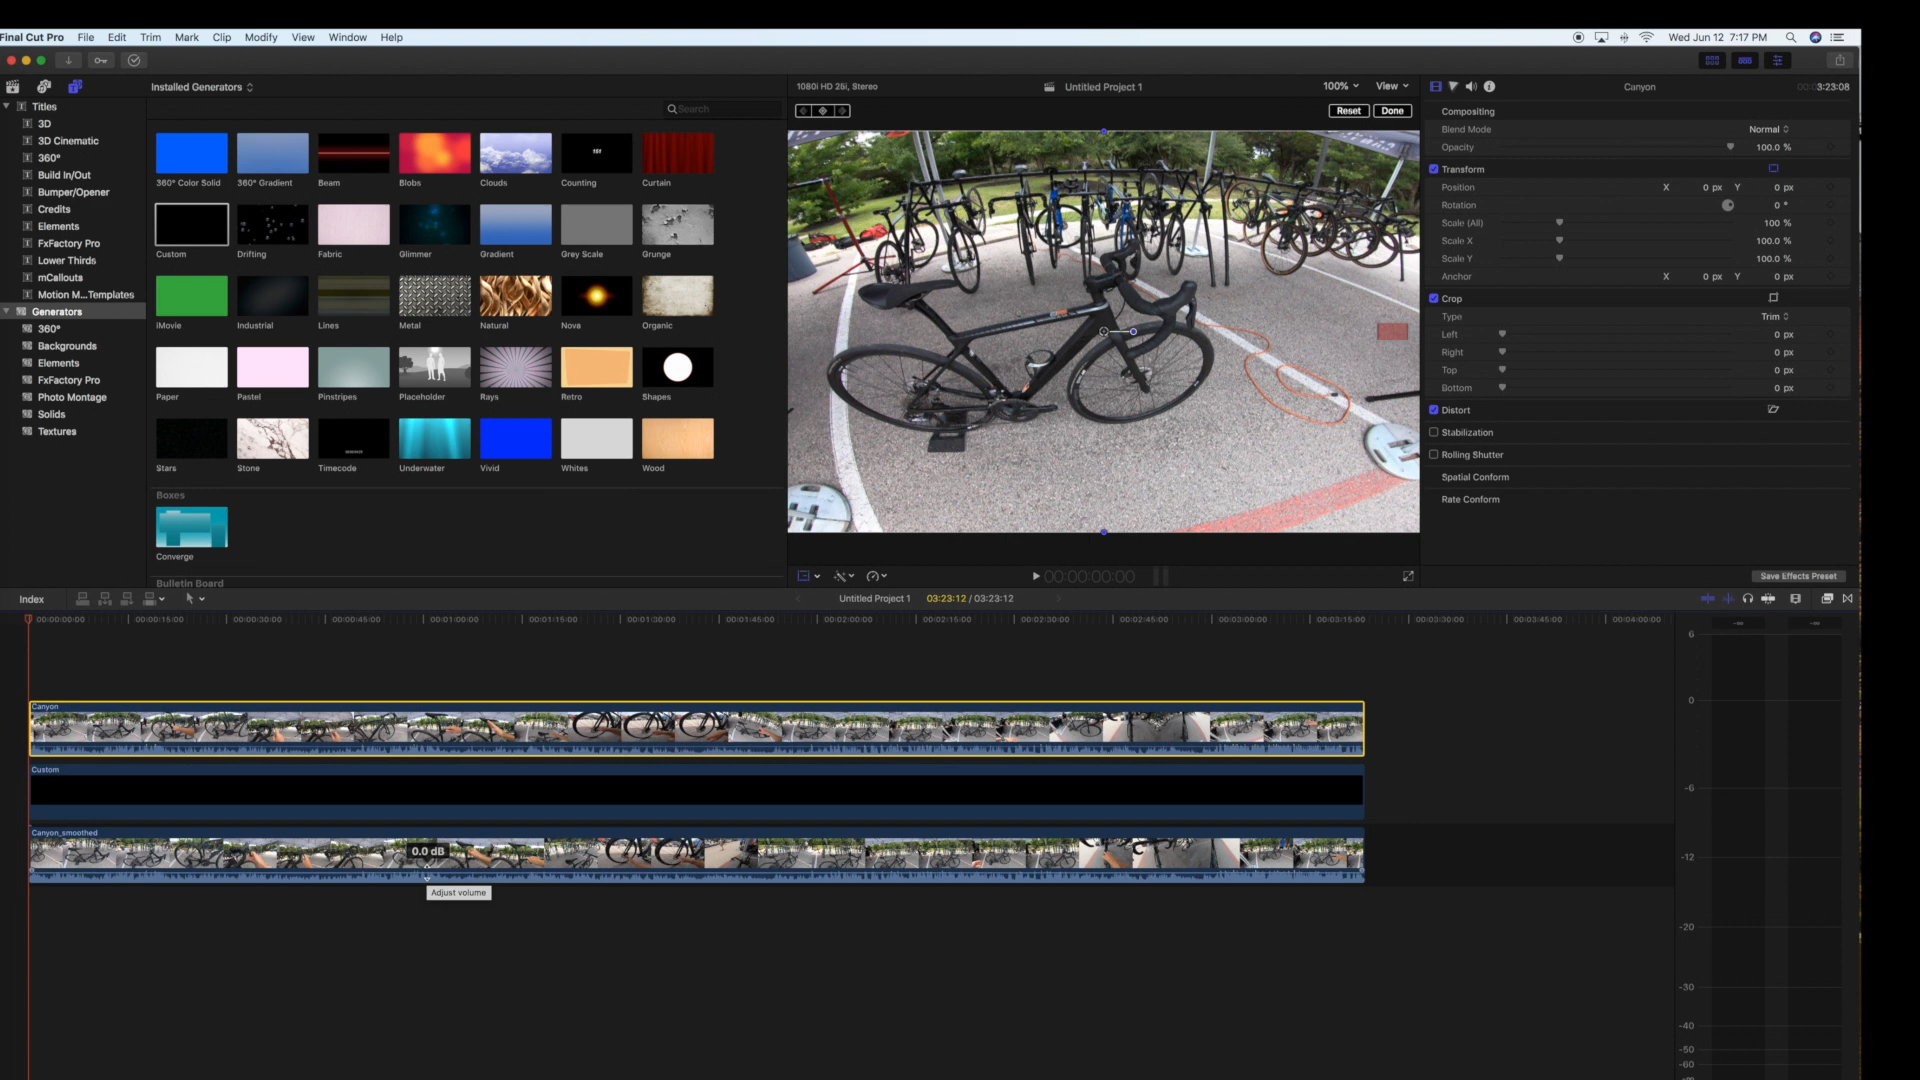 Final Cut Pro File Edit Trim Mark Clip Modify View Window Help
Wed Jun 12 7:17 PM
Installed Generators
Search
1080i HD 25i, Stereo
Untitled Project 1
100%
View
Reset
Done
Canyon
3:23:08
Titles
3D
3D Cinematic
360°
Build In/Out
Bumper/Opener
Credits
Elements
FxFactory Pro
Lower Thirds
mCallouts
Motion M...Templates
Generators
360°
Backgrounds
Elements
FxFactory Pro
Photo Montage
Solids
Textures
360° Color Solid
360° Gradient
Beam
Blobs
Clouds
Counting
Curtain
Custom
Drifting
Fabric
Glimmer
Gradient
Grey Scale
Grunge
iMovie
Industrial
Lines
Metal
Natural
Nova
Organic
Paper
Pastel
Pinstripes
Placeholder
Rays
Retro
Shapes
Stars
Stone
Timecode
Underwater
Vivid
Whites
Wood
Boxes
Converge
Bulletin Board
Compositing
Blend Mode Normal
Opacity 100.0 %
Transform
Position X 0 px Y 0 px
Rotation 0 °
Scale (All) 100 %
Scale X 100.0 %
Scale Y 100.0 %
Anchor X 0 px Y 0 px
Crop
Type Trim
Left 0 px
Right 0 px
Top 0 px
Bottom 0 px
Distort
Stabilization
Rolling Shutter
Spatial Conform
Rate Conform
Save Effects Preset
00:00:00:00
Index
Untitled Project 1 03:23:12 / 03:23:12
00:00:00:00 00:00:15:00 00:00:30:00 00:00:45:00 00:01:00:00 00:01:15:00 00:01:30:00 00:01:45:00 00:02:00:00 00:02:15:00 00:02:30:00 00:02:45:00 00:03:00:00 00:03:15:00 00:03:30:00 00:03:45:00 00:04:00:00
Canyon
Custom
Canyon_smoothed
0.0 dB
Adjust volume
-∞ -∞
6
0
-6
-12
-20
-30
-40
-50
-60